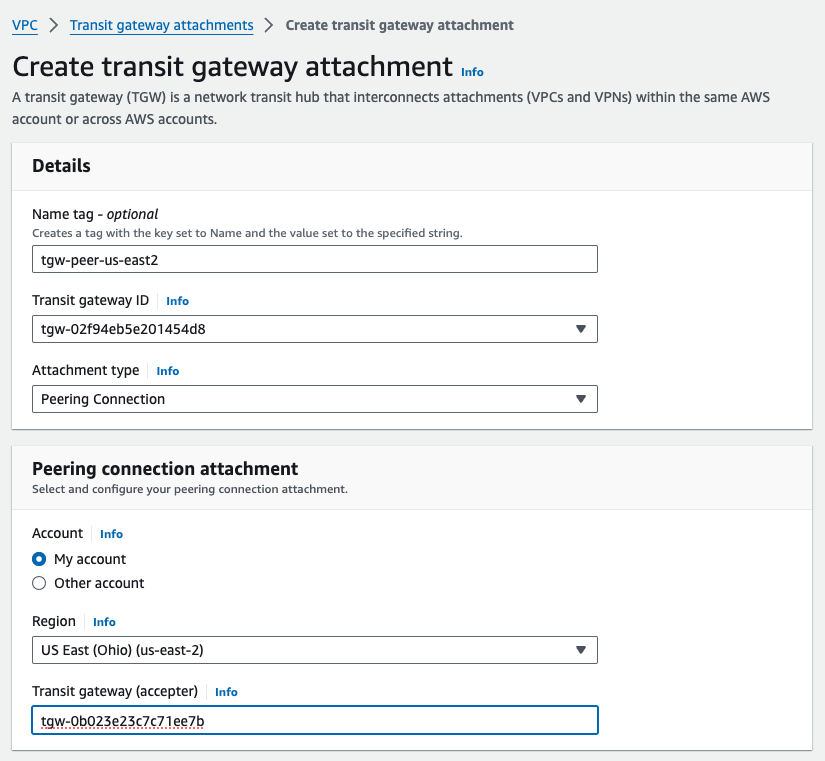 VPC > Transit gateway attachments > Create transit gateway attachment
Create transit gateway attachment Info
A transit gateway (TGW) is a network transit hub that interconnects attachments (VPCs and VPNs) within the same AWS
account or across AWS accounts.
Details
Name tag - optional
Creates a tag with the key set to Name and the value set to the specified string.
tgw-peer-us-east2
Transit gateway ID Info
tgw-02f94eb5e201454d8
Attachment type Info
Peering Connection
Peering connection attachment
Select and configure your peering connection attachment.
Account Info
My account
Other account
Region Info
US East (Ohio) (us-east-2)
Transit gateway (accepter) Info
tgw-0b023e23c7c71ee7b